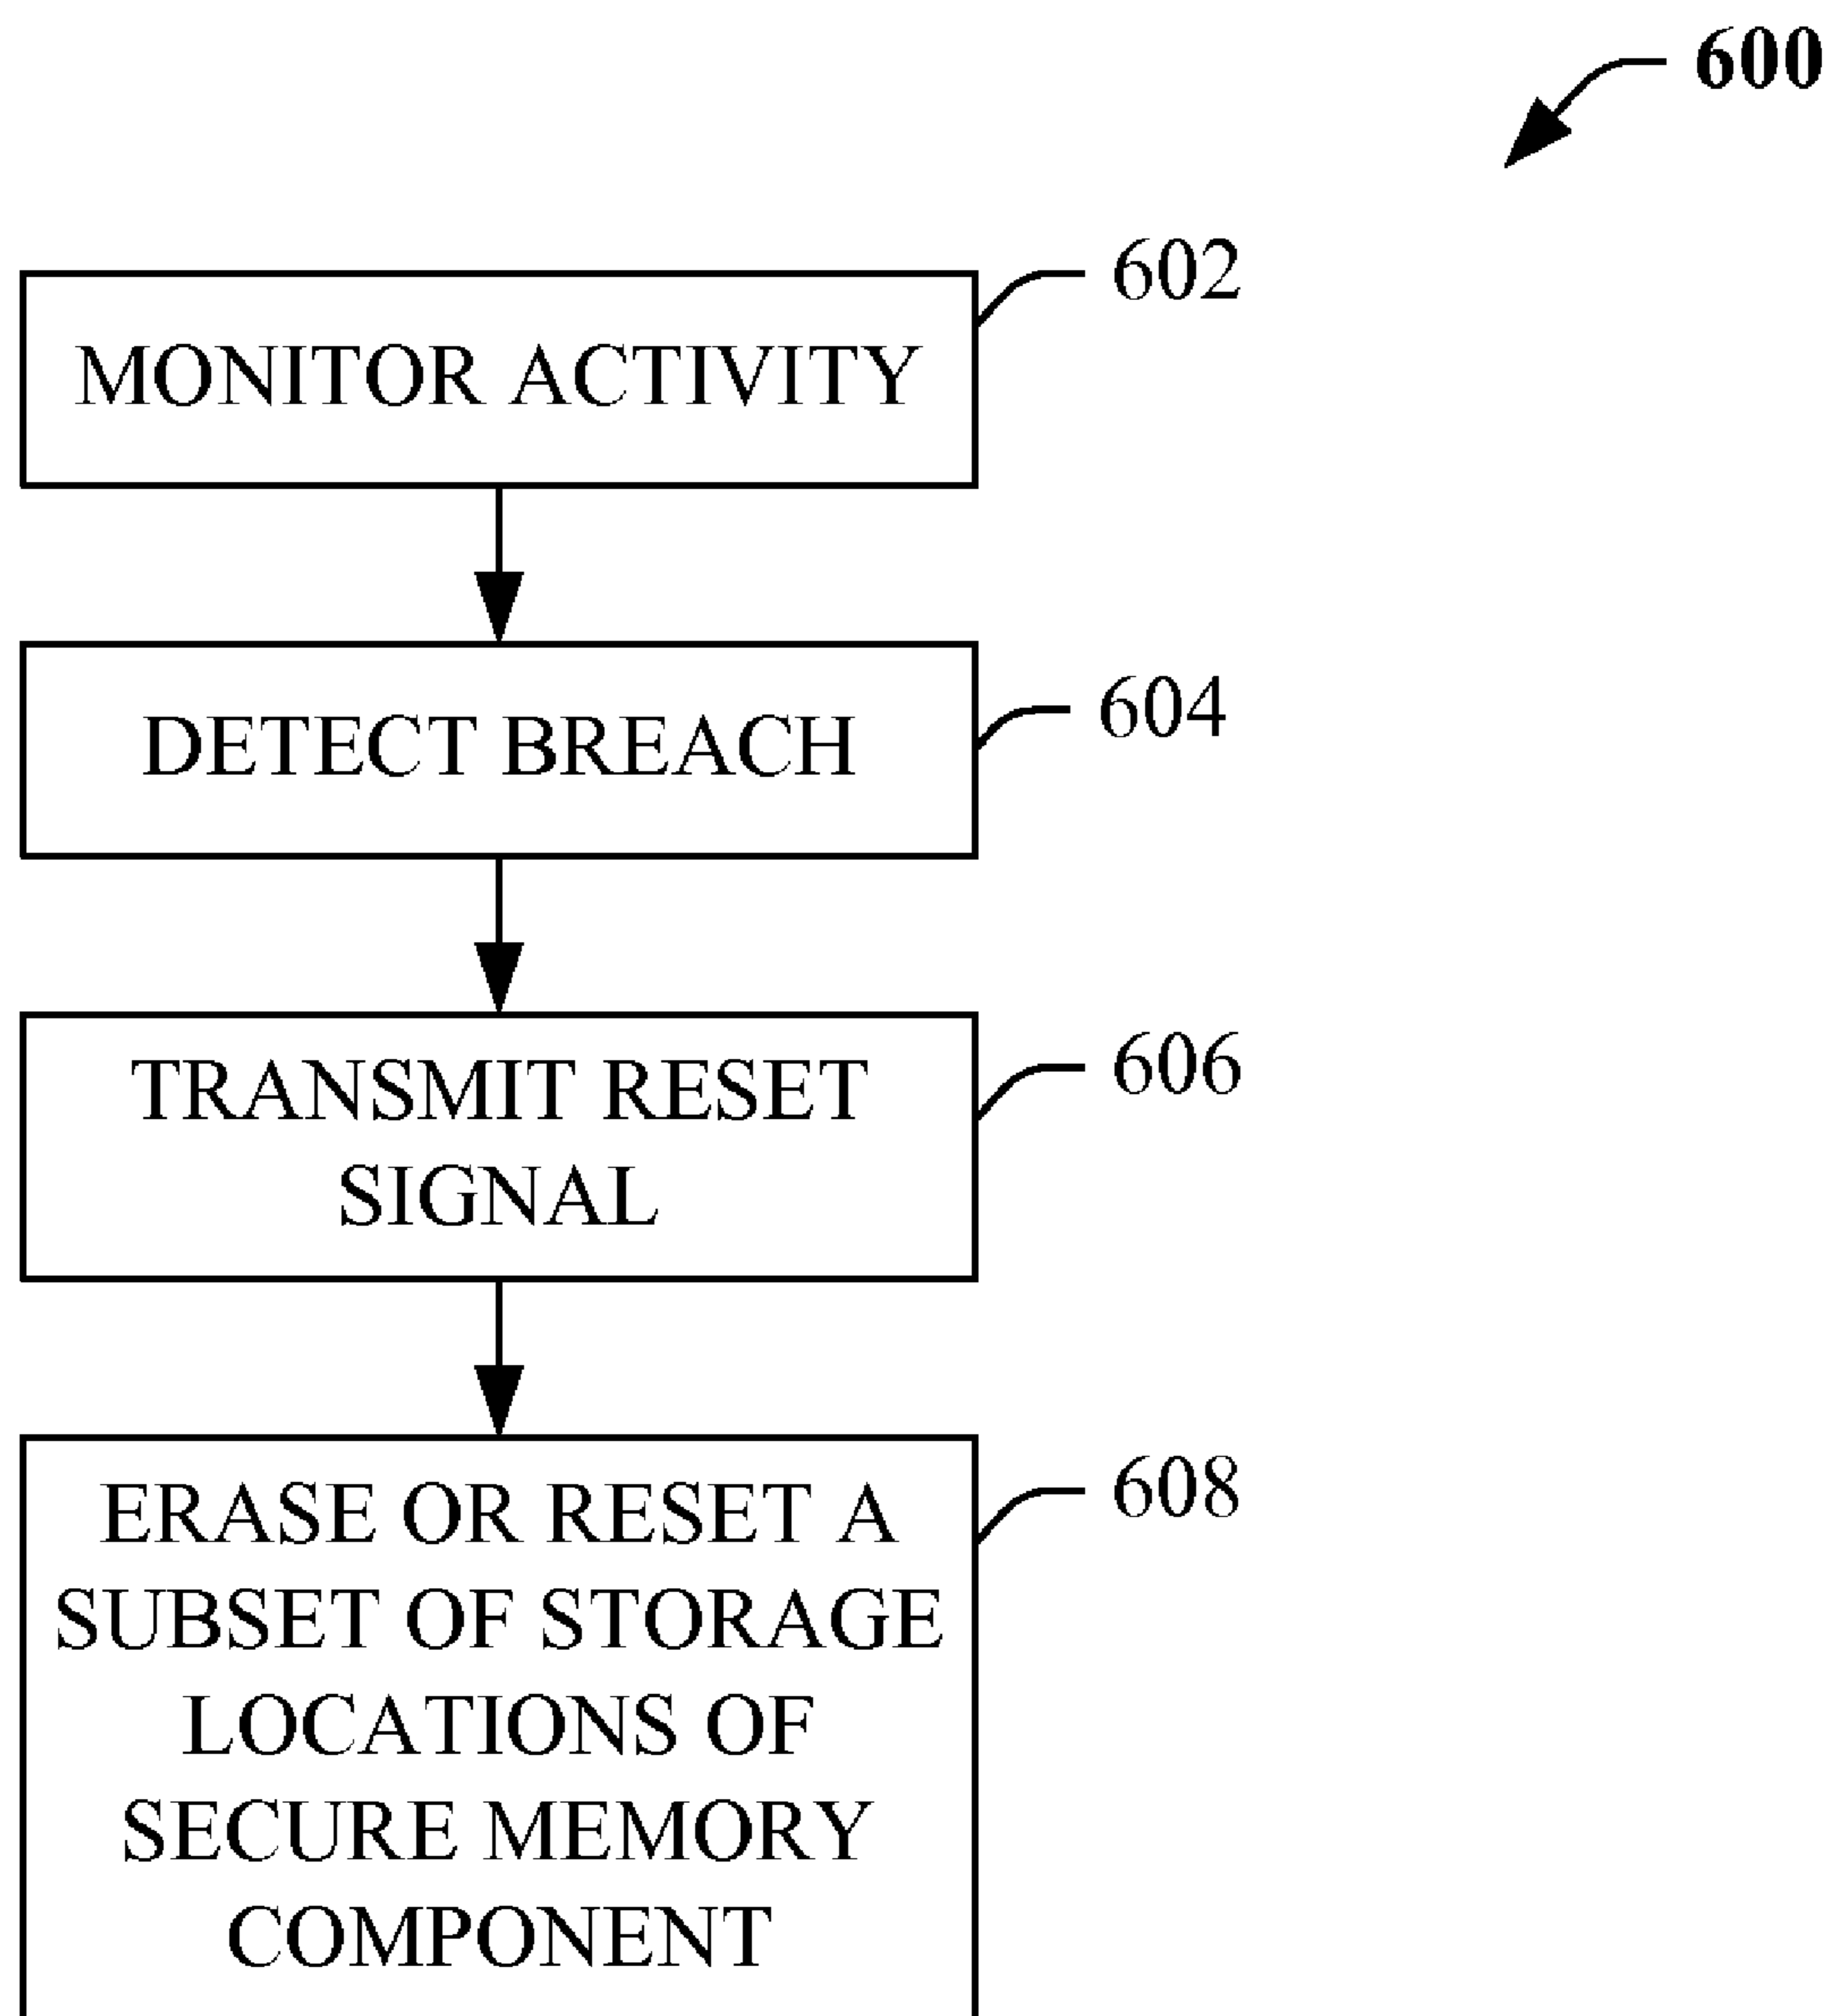 600
602
MONITOR ACTIVITY
604
DETECT BREACH
606
TRANSMIT RESET
SIGNAL
608
ERASE OR RESET A
SUBSET OF STORAGE
LOCATIONS OF
SECURE MEMORY
COMPONENT